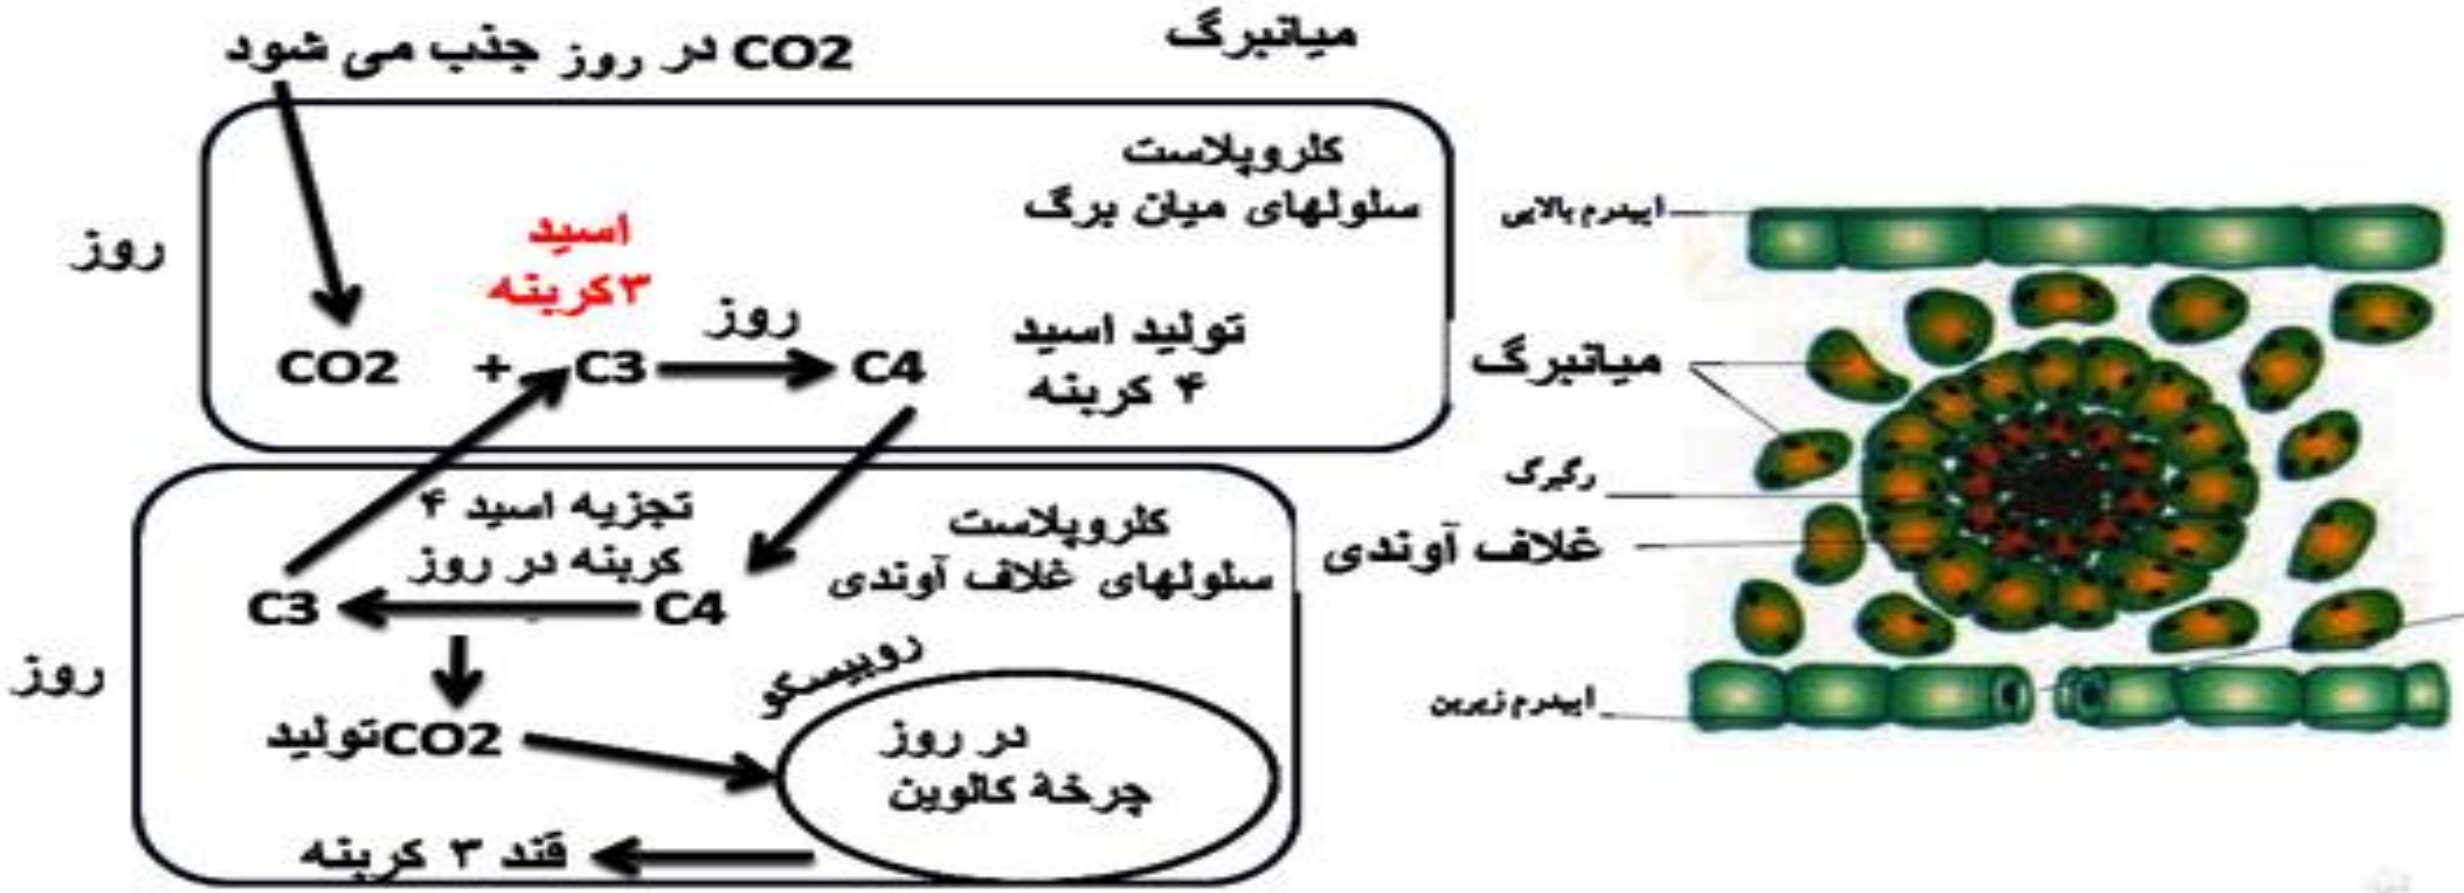 CO2 در روز جذب می شود
میانبرگ
کلروپلاست
سلولهای میان برگ
روز
اسید
۳کربنه
روز
CO2 + C3 C4
تولید اسید
۴ کربنه
تجزیه اسید ۴
کربنه در روز
کلروپلاست
سلولهای غلاف آوندی
C3 C4
روز
تولیدCO2
روبیسکو
در روز
چرخهٔ کالوین
قند ۳ کربنه
اپیدرم بالایی
میانبرگ
رگبرگ
غلاف آوندی
اپیدرم زیرین